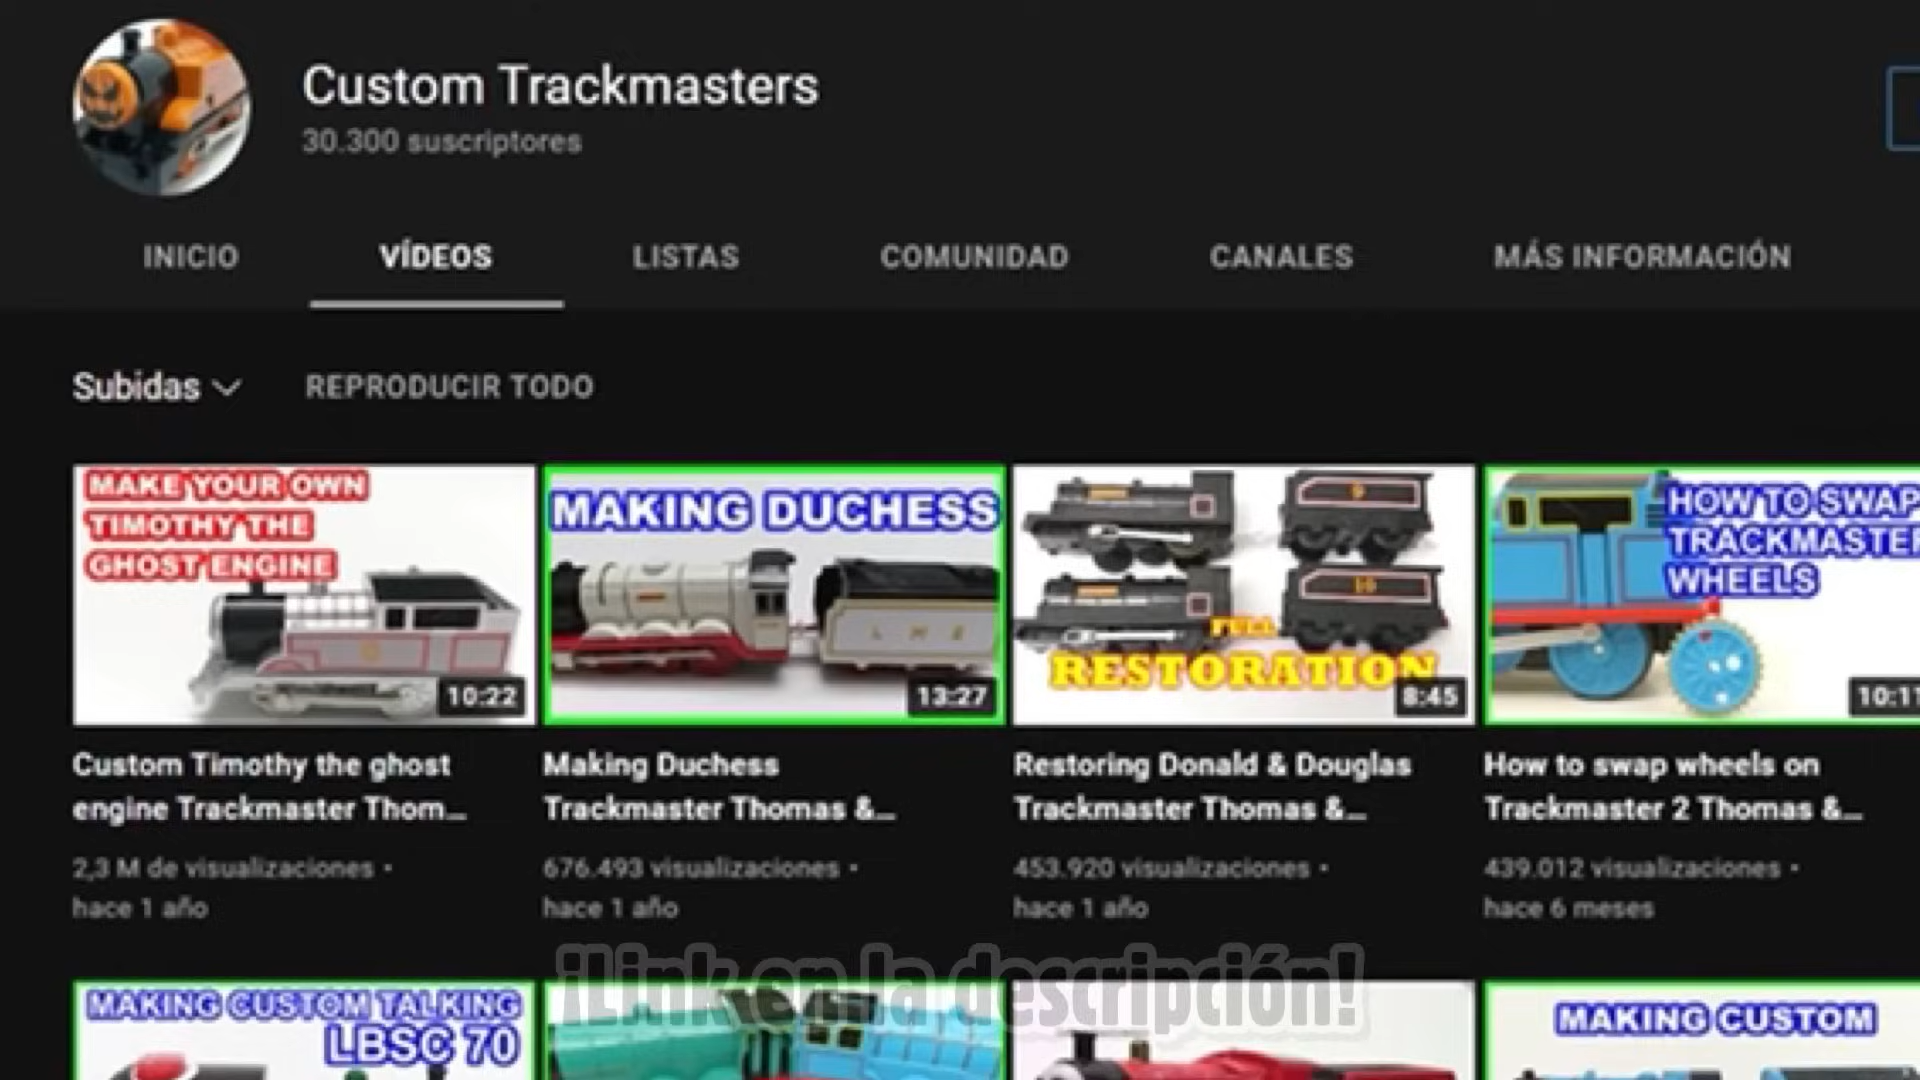 Custom Trackmasters
30.300 suscriptores
INICIO
VÍDEOS
LISTAS
COMUNIDAD
CANALES
MÁS INFORMACIÓN
Subidas
REPRODUCIR TODO
MAKE YOUR OWN
TIMOTHY THE
GHOST ENGINE
10:22
MAKING DUCHESS
L M S
13:27
9
10
FULL
RESTORATION
8:45
HOW TO SWAP
TRACKMASTER
WHEELS
10:11
Custom Timothy the ghost
engine Trackmaster Thom...
2,3 M de visualizaciones •
hace 1 año
Making Duchess
Trackmaster Thomas &...
676.493 visualizaciones •
hace 1 año
Restoring Donald & Douglas
Trackmaster Thomas &...
453.920 visualizaciones •
hace 1 año
How to swap wheels on
Trackmaster 2 Thomas &...
439.012 visualizaciones •
hace 6 meses
¡Link en la descripción!
MAKING CUSTOM TALKING
LBSC 70
MAKING CUSTOM